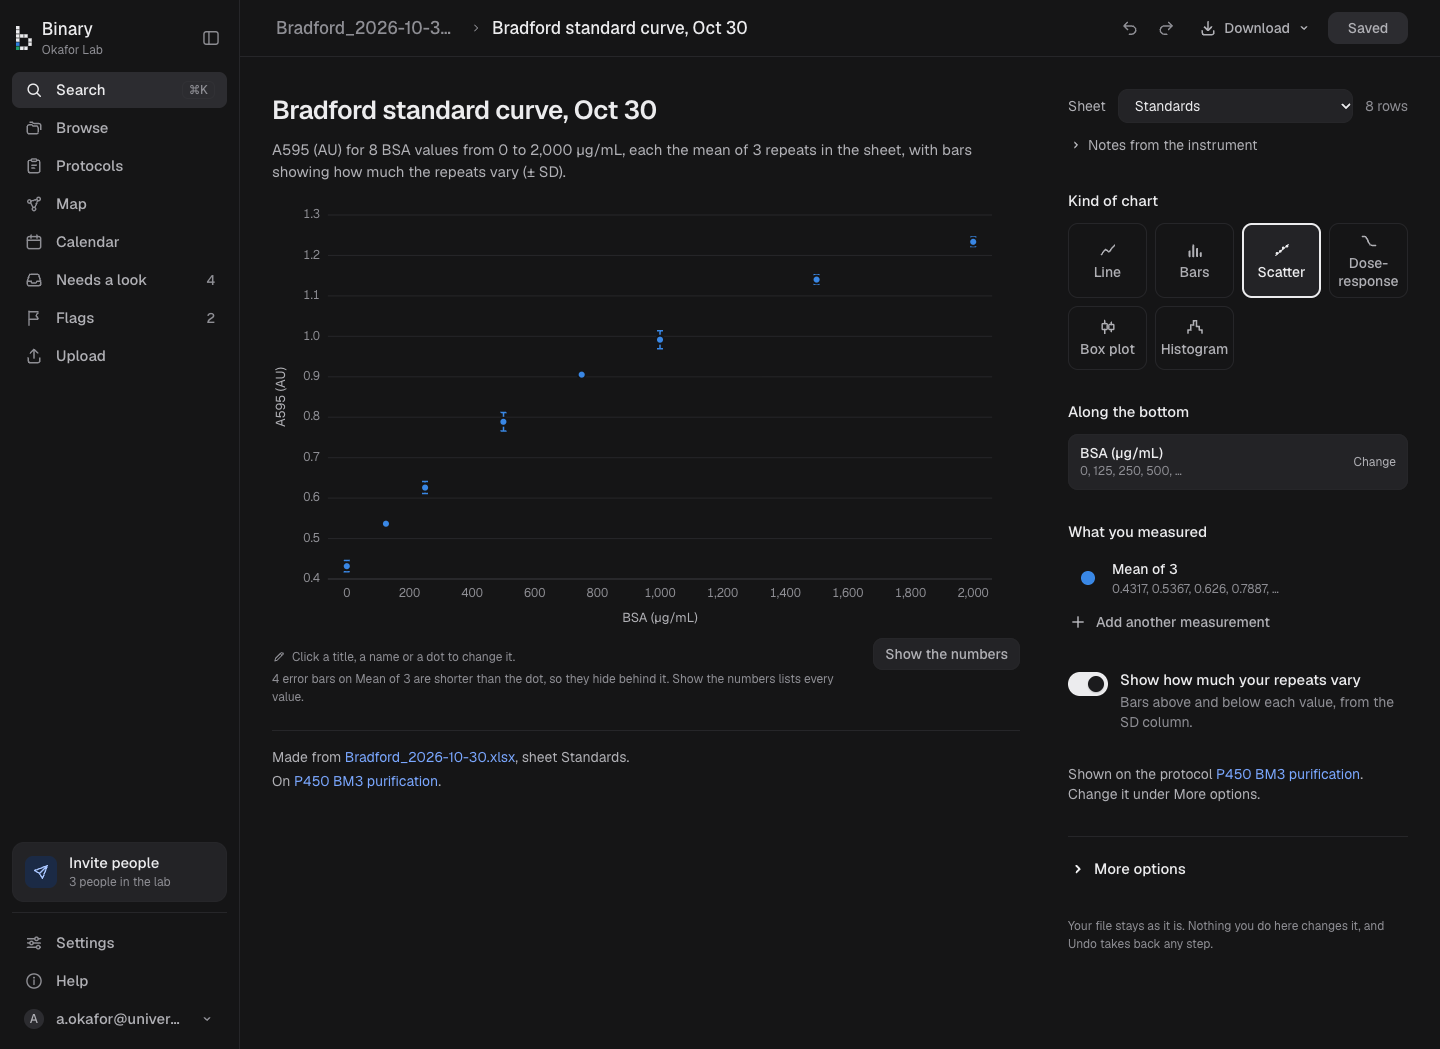 Binary
Okafor Lab
Search ⌘K
Browse
Protocols
Map
Calendar
Needs a look 4
Flags 2
Upload
Invite people
3 people in the lab
Settings
Help
A a.okafor@univer...
Bradford_2026-10-3... › Bradford standard curve, Oct 30
Download
Saved
Bradford standard curve, Oct 30
A595 (AU) for 8 BSA values from 0 to 2,000 µg/mL, each the mean of 3 repeats in the sheet, with bars
showing how much the repeats vary (± SD).
A595 (AU)
1.3
1.2
1.1
1.0
0.9
0.8
0.7
0.6
0.5
0.4
0 200 400 600 800 1,000 1,200 1,400 1,600 1,800 2,000
BSA (µg/mL)
Click a title, a name or a dot to change it.
4 error bars on Mean of 3 are shorter than the dot, so they hide behind it. Show the numbers lists every
value.
Show the numbers
Made from Bradford_2026-10-30.xlsx, sheet Standards.
On P450 BM3 purification.
Sheet Standards 8 rows
Notes from the instrument
Kind of chart
Line
Bars
Scatter
Dose-
response
Box plot
Histogram
Along the bottom
BSA (µg/mL)
0, 125, 250, 500, ...
Change
What you measured
Mean of 3
0.4317, 0.5367, 0.626, 0.7887, ...
Add another measurement
Show how much your repeats vary
Bars above and below each value, from the
SD column.
Shown on the protocol P450 BM3 purification.
Change it under More options.
More options
Your file stays as it is. Nothing you do here changes it, and
Undo takes back any step.